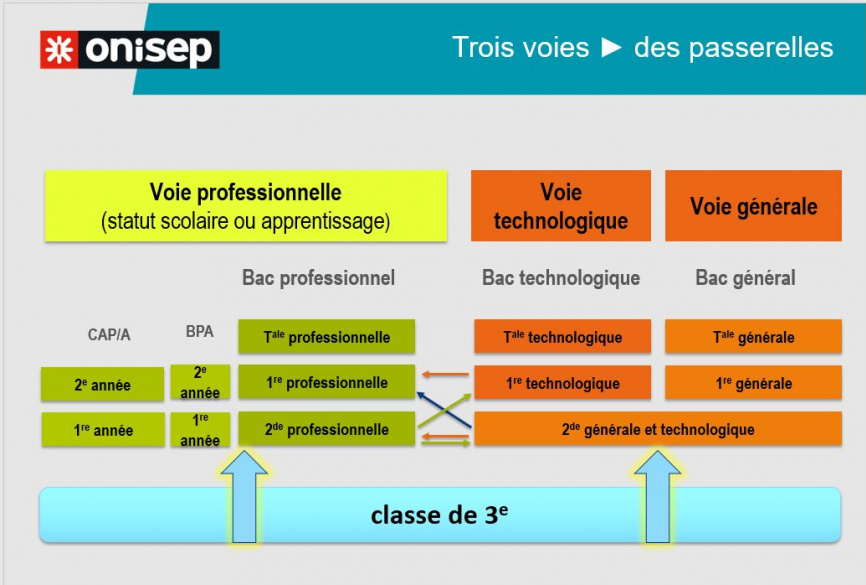 onisep
Trois voies ► des passerelles
Voie professionnelle
(statut scolaire ou apprentissage)
Voie
technologique
Voie générale
Bac professionnel
Bac technologique
Bac général
CAP/A
BPA
Tale professionnelle
Tale technologique
Tale générale
2e année
2e
année
1re professionnelle
1re technologique
1re générale
1re année
1re
année
2de professionnelle
2de générale et technologique
classe de 3e